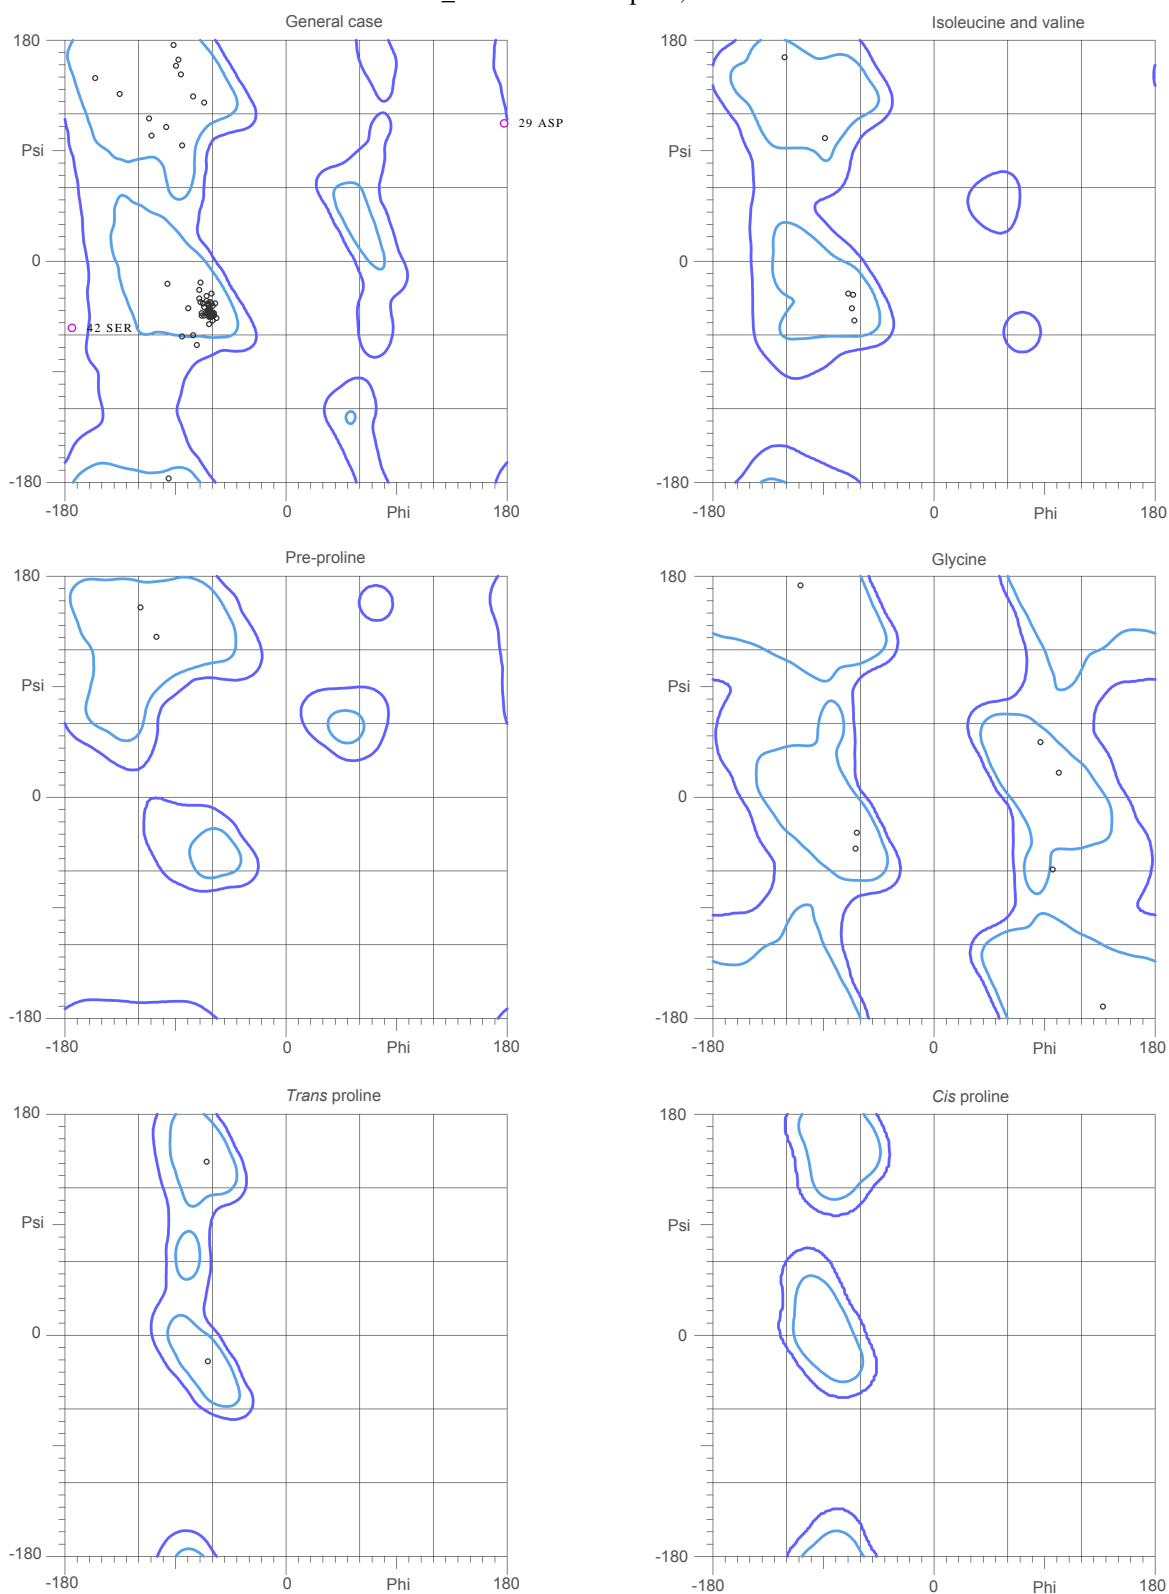 General case
Isoleucine and valine
180
180
29 ASP
Psi
Psi
0
0
42 SER
-180
-180
-180
0
Phi
180
-180
0
Phi
180
Pre-proline
Glycine
180
180
Psi
Psi
0
0
-180
-180
-180
0
Phi
180
-180
0
Phi
180
Trans proline
Cis proline
180
180
Psi
Psi
0
0
-180
-180
-180
0
Phi
180
-180
0
Phi
180